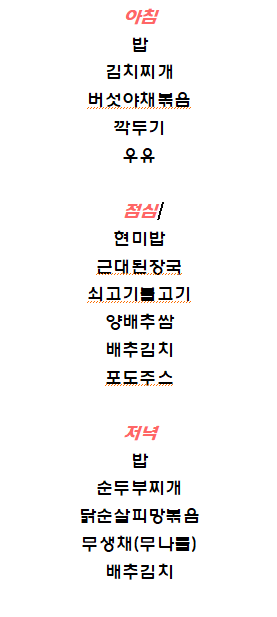 아침
밥
김치찌개
버섯야채볶음
깍두기
우유
점심
현미밥
근대된장국
쇠고기불고기
양배추쌈
배추김치
포도주스
저녁
밥
순두부찌개
닭순살피망볶음
무생채(무나물)
배추김치